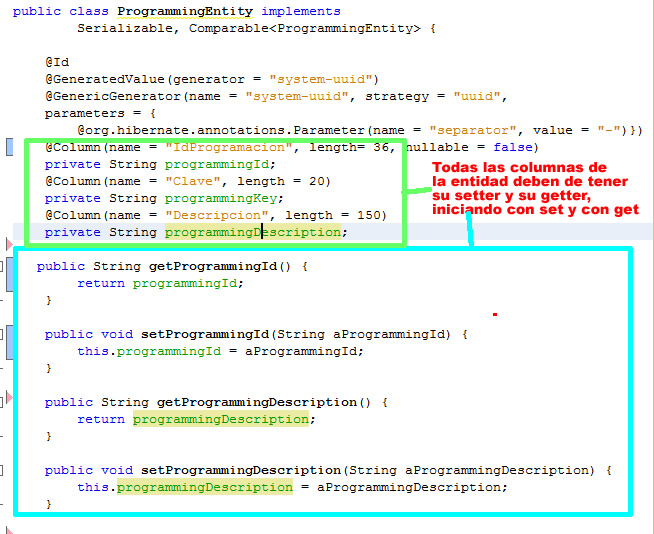 public class ProgrammingEntity implements
Serializable, Comparable<ProgrammingEntity> {
@Id
@GeneratedValue(generator = "system-uuid")
@GenericGenerator(name = "system-uuid", strategy = "uuid",
parameters = {
@org.hibernate.annotations.Parameter(name = "separator", value = "-")})
@Column(name = "IdProgramacion", length= 36, nullable = false)
private String programmingId;
@Column(name = "Clave", length = 20)
private String programmingKey;
@Column(name = "Descripcion", length = 150)
private String programmingDescription;
Todas las columnas de
la entidad deben de tener
su setter y su getter,
iniciando con set y con get
public String getProgrammingId() {
return programmingId;
}
public void setProgrammingId(String aProgrammingId) {
this.programmingId = aProgrammingId;
}
public String getProgrammingDescription() {
return programmingDescription;
}
public void setProgrammingDescription(String aProgrammingDescription) {
this.programmingDescription = aProgrammingDescription;
}